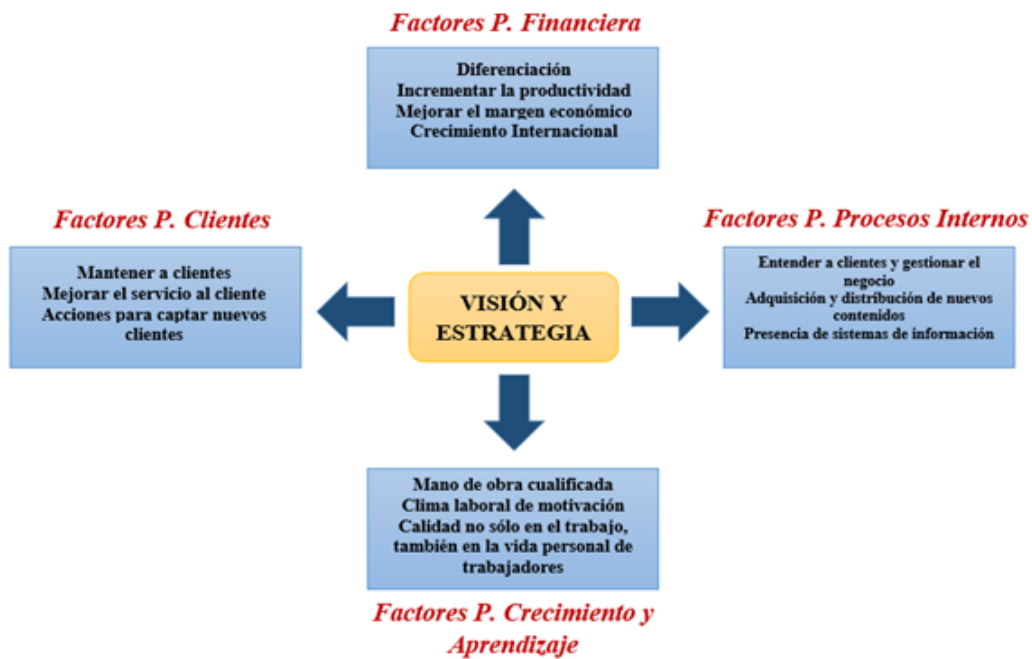 Factores P. Financiera
Diferenciación
Incrementar la productividad
Mejorar el margen económico
Crecimiento Internacional
Factores P. Clientes
Mantener a clientes
Mejorar el servicio al cliente
Acciones para captar nuevos
clientes
VISIÓN Y
ESTRATEGIA
Factores P. Procesos Internos
Entender a clientes y gestionar el
negocio
Adquisición y distribución de nuevos
contenidos
Presencia de sistemas de información
Mano de obra cualificada
Clima laboral de motivación
Calidad no sólo en el trabajo,
también en la vida personal de
trabajadores
Factores P. Crecimiento y
Aprendizaje